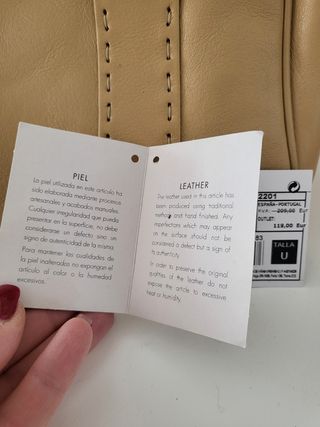 PIEL
La piel utilizada en este artículo ha
sido elaborada mediante procesos
artesanales y acabados manuales.
Cualquier irregularidad que pueda
presentar en la superficie, no debe
considerarse un defecto sino un
signo de autenticidad de la misma.
Para mantener las cualidades de
la piel inalteradas no expongan el
artículo al calor o la humedad
excesivos.
LEATHER
The leather used in this article has
been produced using traditional
methods and hand finished. Any
imperfections which may appear
on the surface should not be
considered a defect but a sign of
its authenticity.
In order to preserve the original
qualities of the leather do not
expose the article to excessive
heat or humidity.
2201
ESPAÑA-PORTUGAL
209,00 Eur
OUTLET:
119,00 Eur
TALLA
U